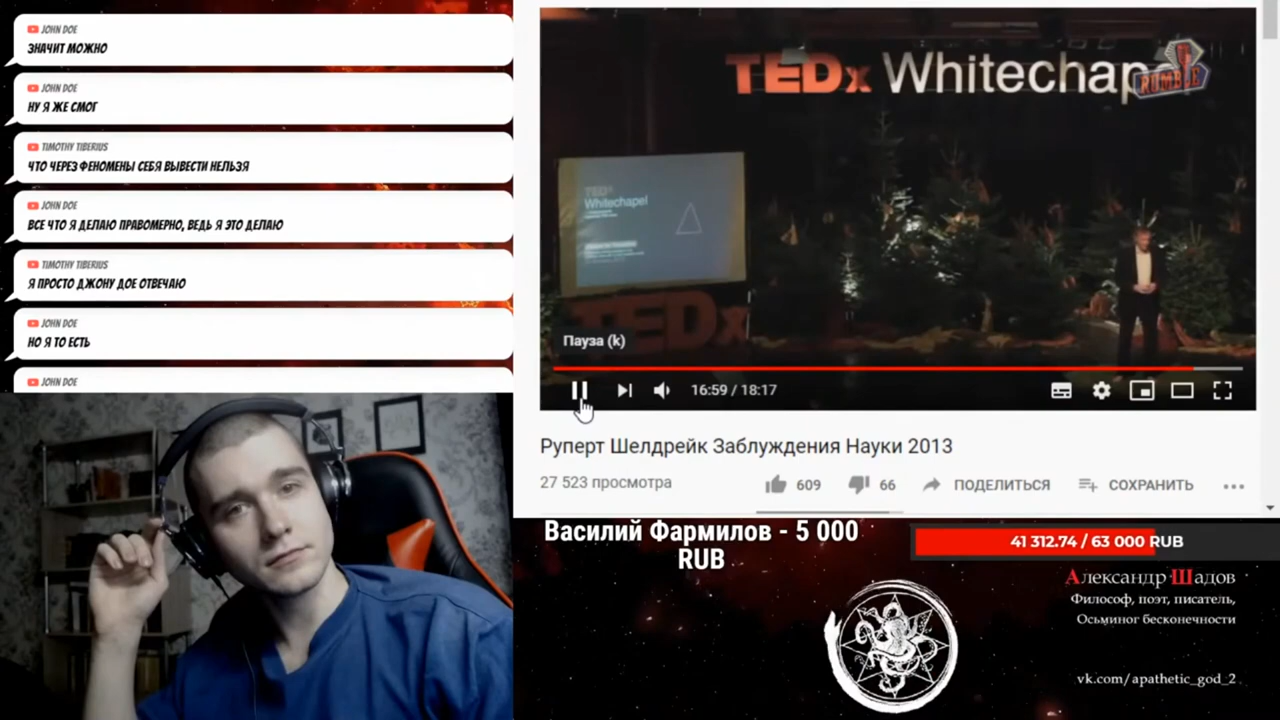 JOHN DOE
ЗНАЧИТ МОЖНО
JOHN DOE
НУ Я ЖЕ СМОГ
TIMOTHY TIBERIUS
ЧТО ЧЕРЕЗ ФЕНОМЕНЫ СЕБЯ ВЫВЕСТИ НЕЛЬЗЯ
JOHN DOE
ВСЕ ЧТО Я ДЕЛАЮ ПРАВОМЕРНО, ВЕДЬ Я ЭТО ДЕЛАЮ
TIMOTHY TIBERIUS
Я ПРОСТО ДЖОНУ ДОЕ ОТВЕЧАЮ
JOHN DOE
НО Я ТО ЕСТЬ
JOHN DOE
TEDx Whitechap
RUMBLE
TEDx
Whitechapel
TEDx
Пауза (k)
16:59 / 18:17
Руперт Шелдрейк Заблуждения Науки 2013
27 523 просмотра
609
66
ПОДЕЛИТЬСЯ
СОХРАНИТЬ
Василий Фармилов - 5 000
RUB
41 312.74 / 63 000 RUB
Александр Шадов
Философ, поэт, писатель,
Осьминог бесконечности
vk.com/apathetic_god_2